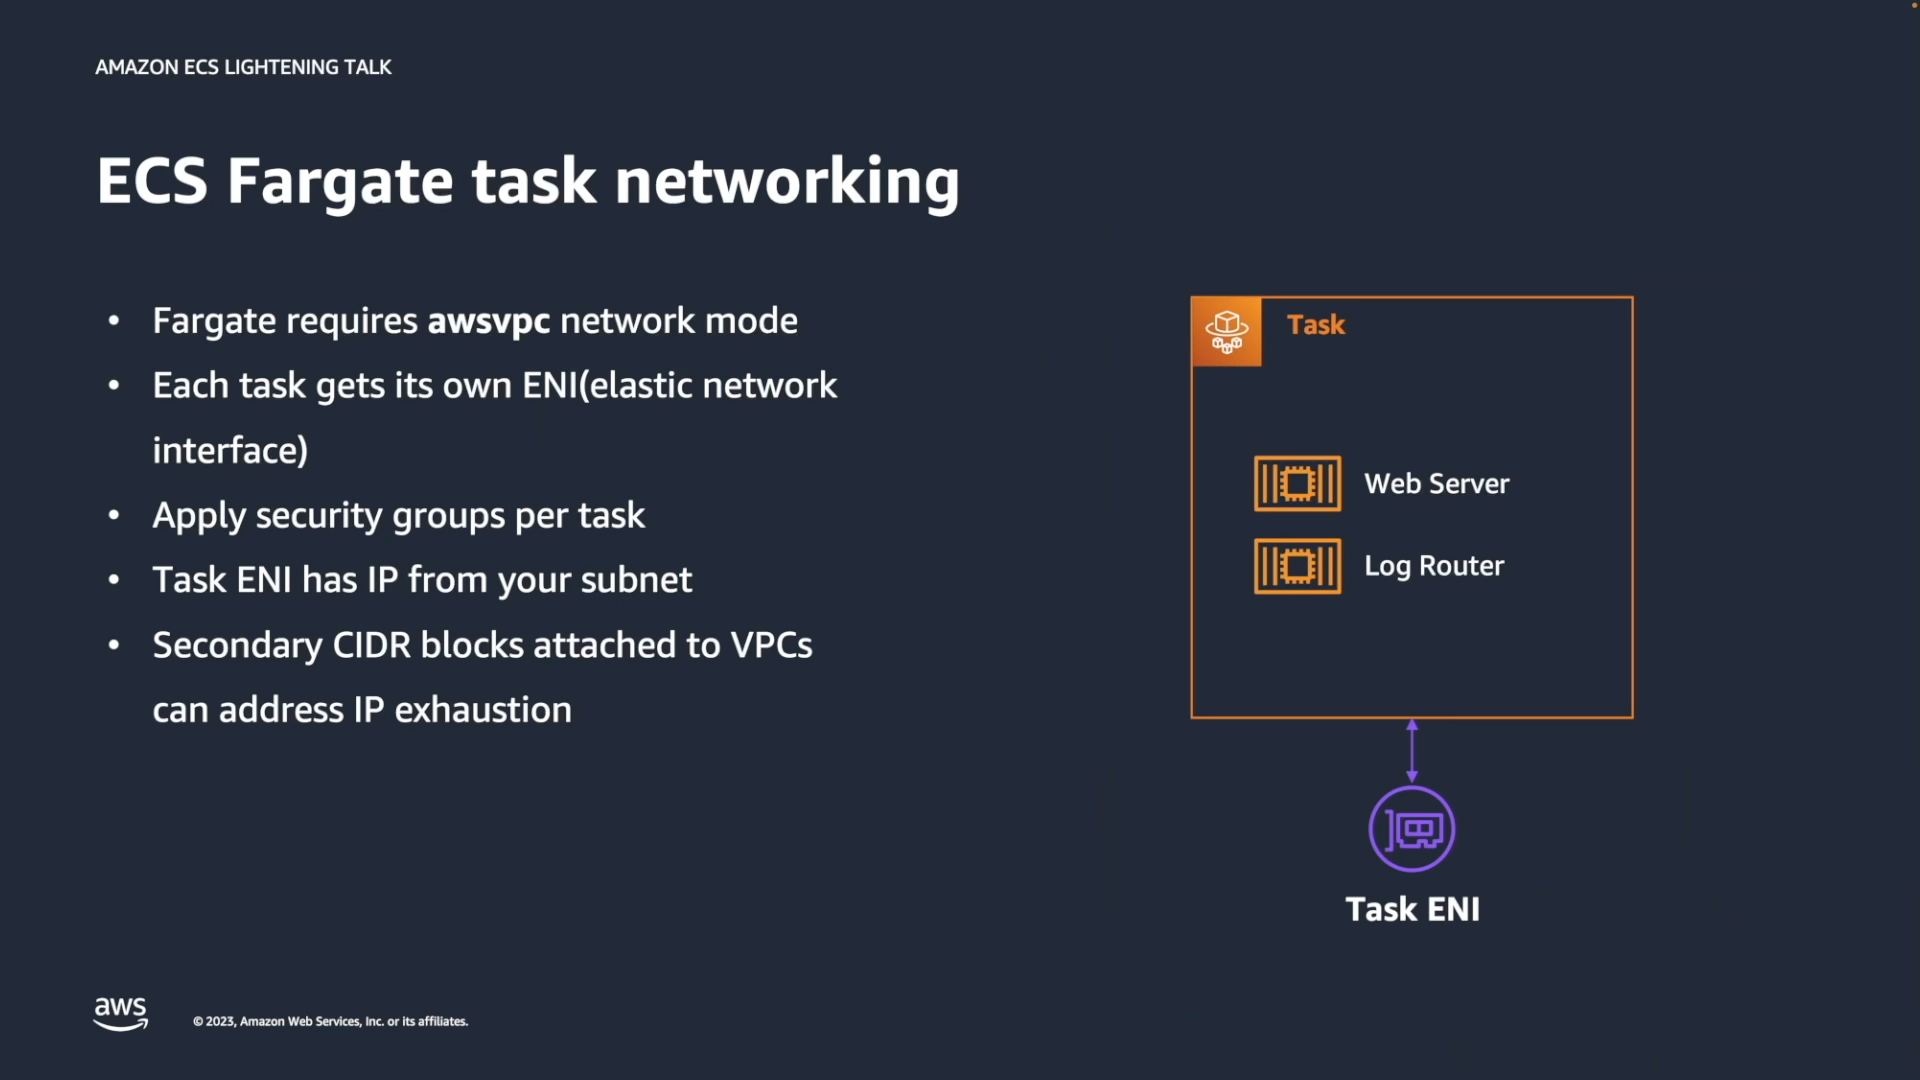 AMAZON ECS LIGHTENING TALK
ECS Fargate task networking
• Fargate requires awsvpc network mode
• Each task gets its own ENI(elastic network
interface)
• Apply security groups per task
• Task ENI has IP from your subnet
• Secondary CIDR blocks attached to VPCs
can address IP exhaustion
Task
Web Server
Log Router
Task ENI
aws
© 2023, Amazon Web Services, Inc. or its affiliates.